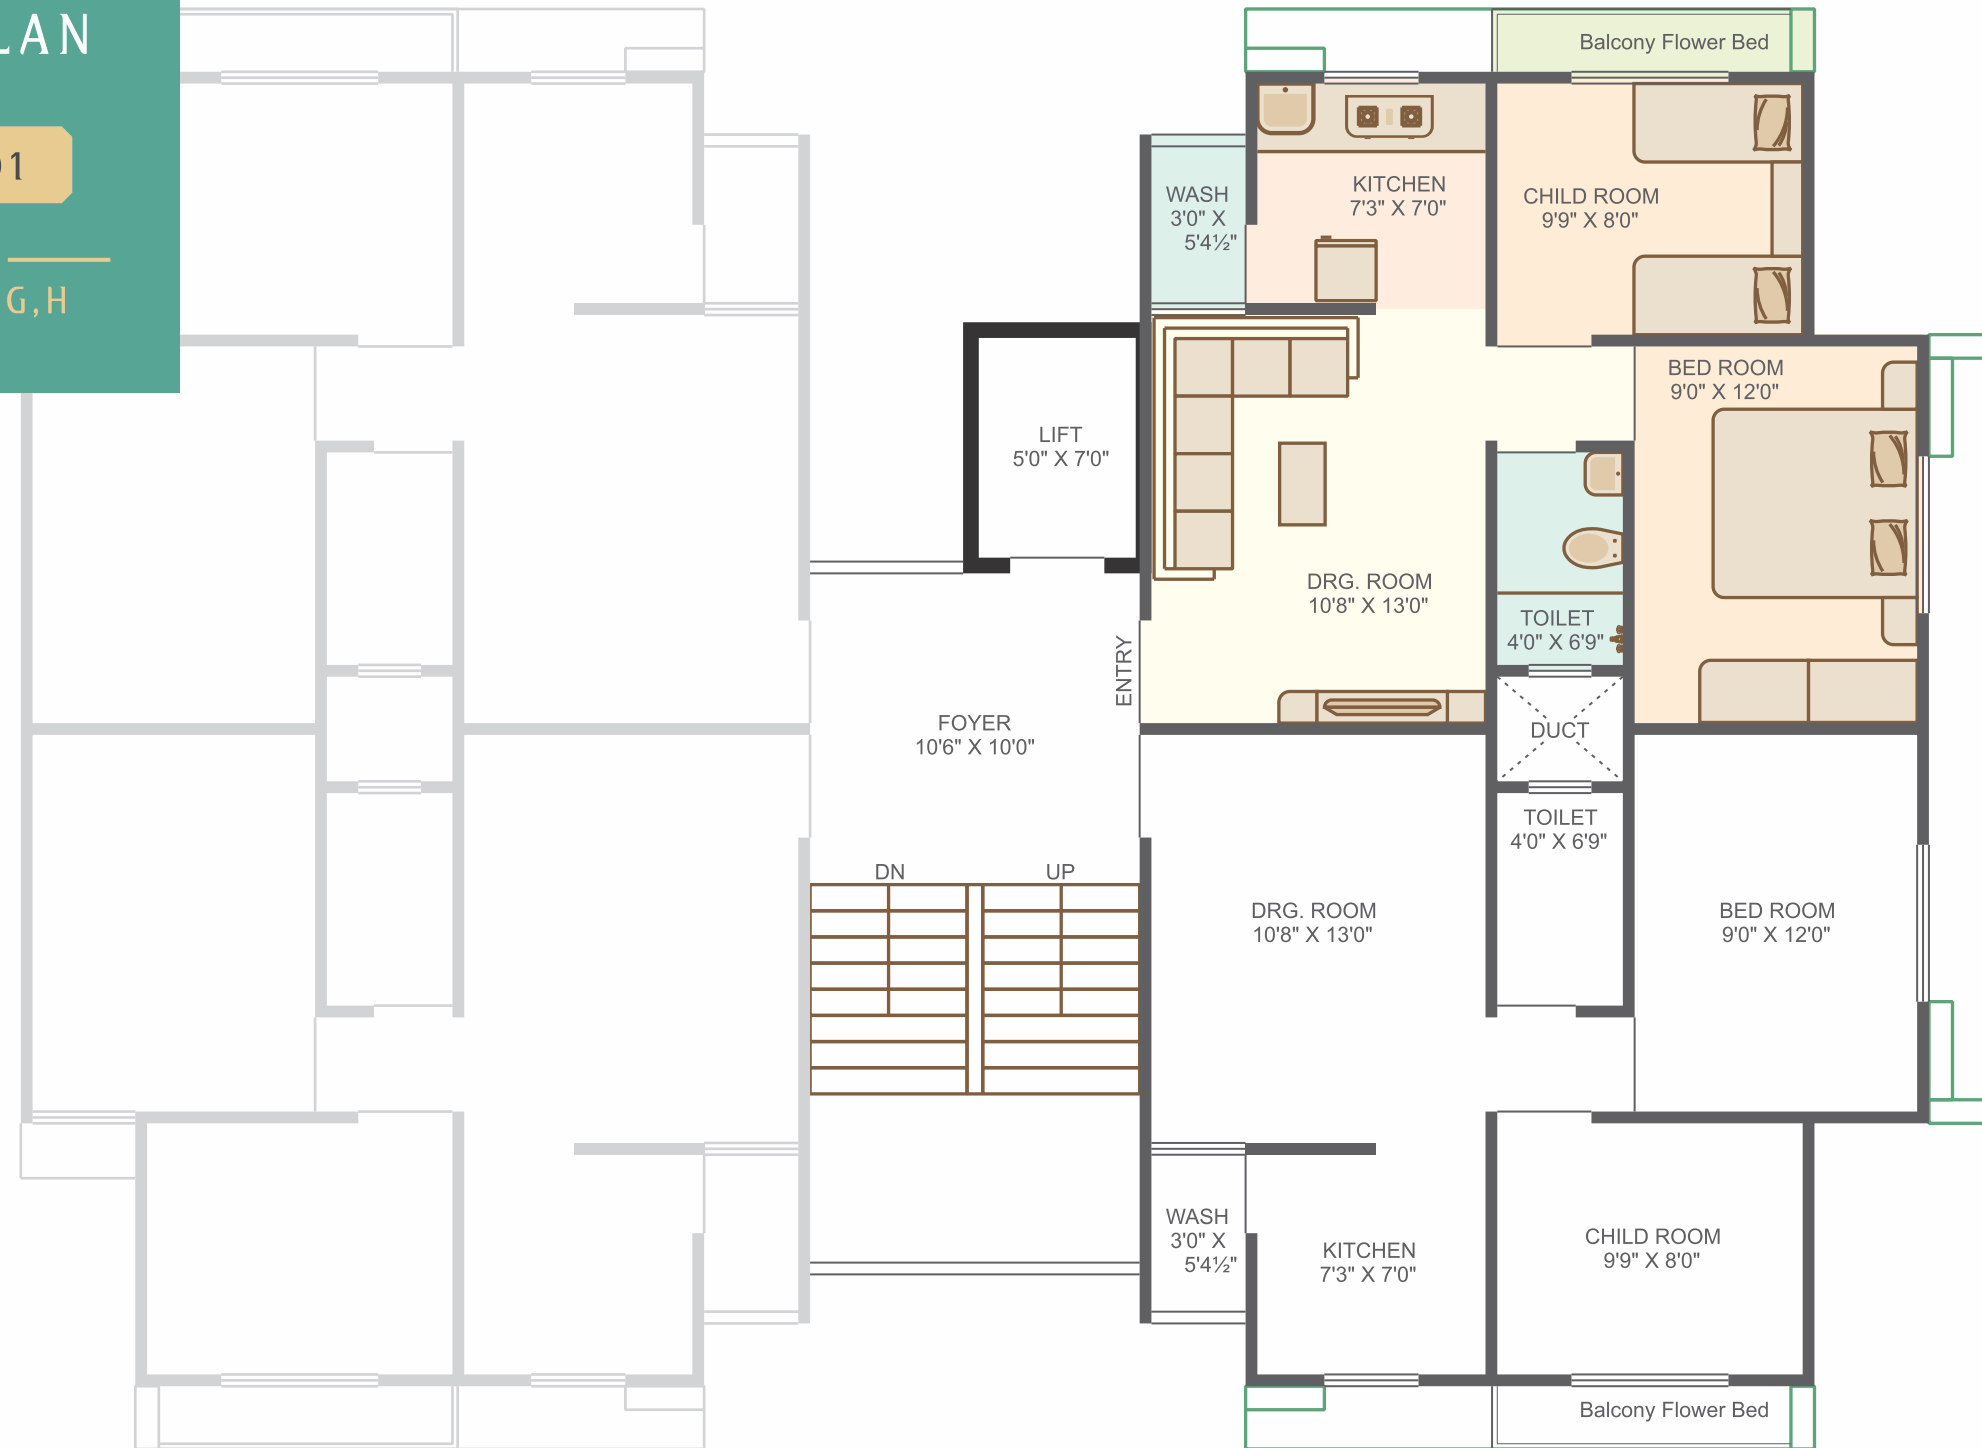 G,H
Balcony Flower Bed
WASH
3'0" X
5'4½"
KITCHEN
7'3" X 7'0"
CHILD ROOM
9'9" X 8'0"
BED ROOM
9'0" X 12'0"
LIFT
5'0" X 7'0"
DRG. ROOM
10'8" X 13'0"
TOILET
4'0" X 6'9"
ENTRY
FOYER
10'6" X 10'0"
DUCT
TOILET
4'0" X 6'9"
DN
UP
DRG. ROOM
10'8" X 13'0"
BED ROOM
9'0" X 12'0"
WASH
3'0" X
5'4½"
KITCHEN
7'3" X 7'0"
CHILD ROOM
9'9" X 8'0"
Balcony Flower Bed